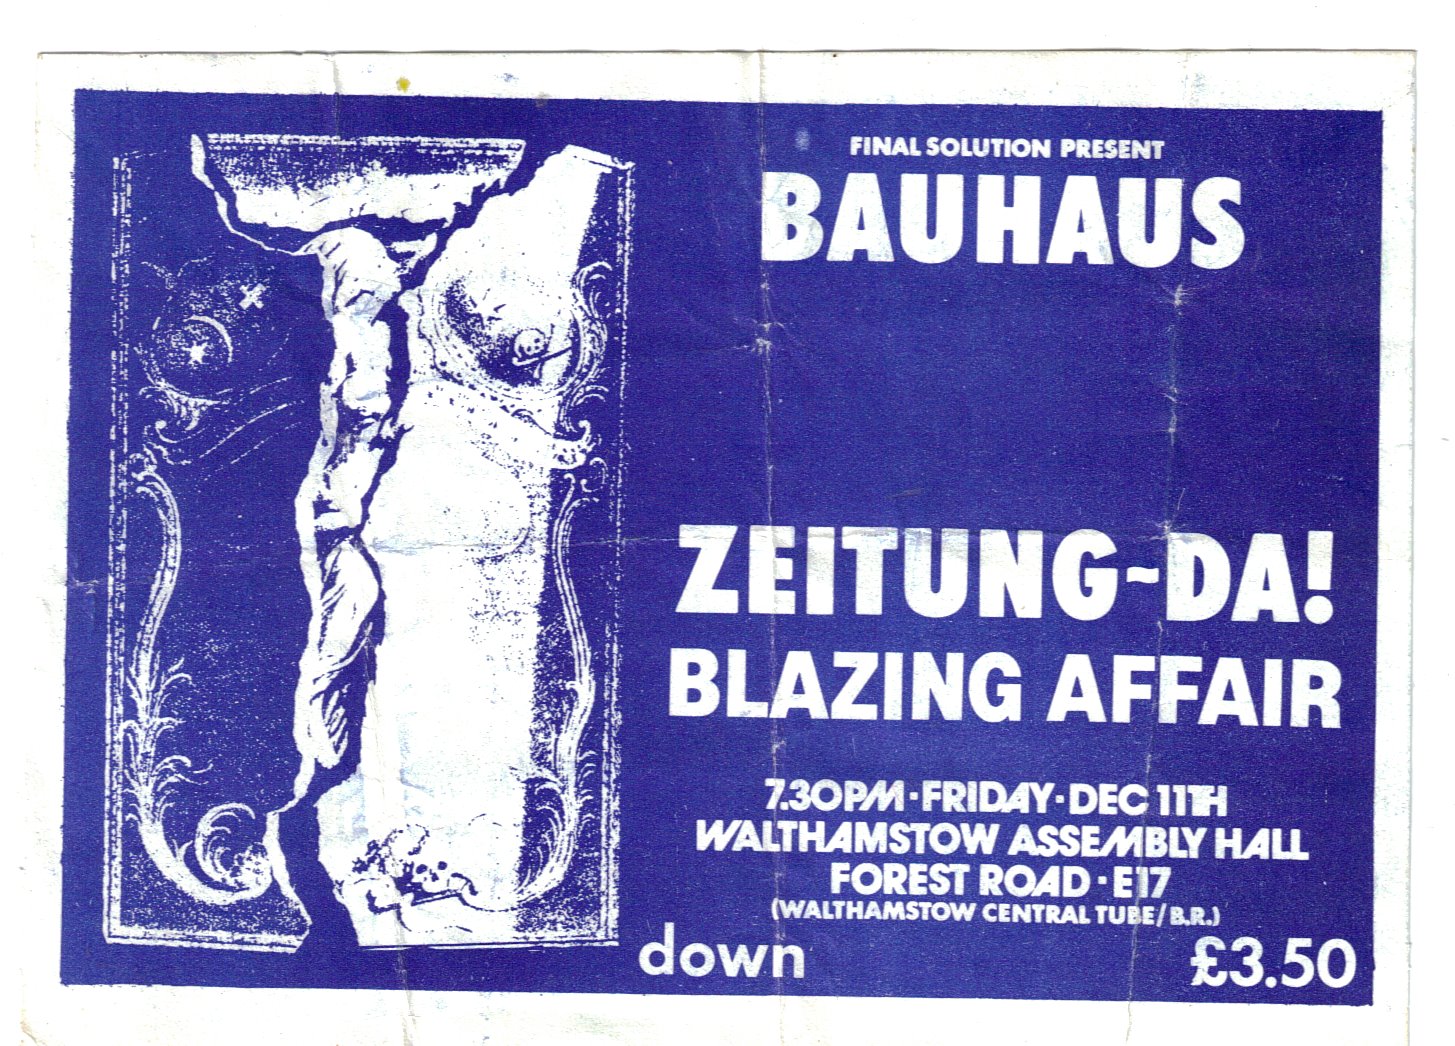 FINAL SOLUTION PRESENT
BAUHAUS
ZEITUNG~DA!
BLAZING AFFAIR
7.30PM·FRIDAY·DEC 11TH
WALTHAMSTOW ASSEMBLY HALL
FOREST ROAD·E17
(WALTHAMSTOW CENTRAL TUBE/B.R.)
down
£3.50